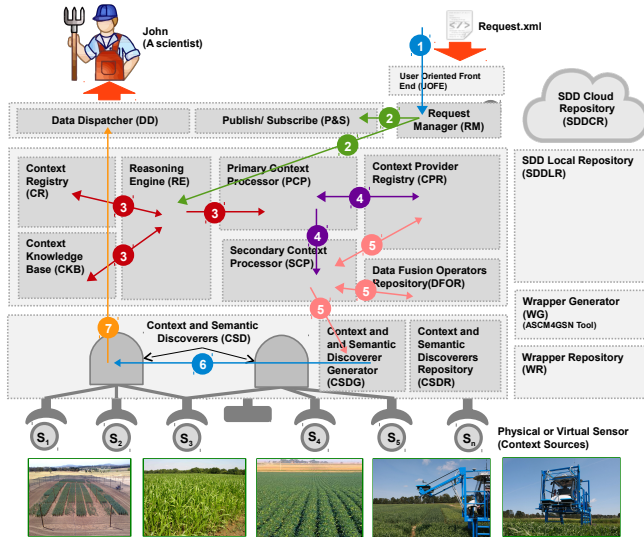 John
(A scientist)
</>
Request.xml
1
User Oriented Front
End (UOFE)
SDD Cloud
Repository
(SDDCR)
Data Dispatcher (DD)
Publish/ Subscribe (P&S)
2
Request
Manager (RM)
2
SDD Local Repository
(SDDLR)
Context
Registry
(CR)
Reasoning
Engine (RE)
Primary Context
Processor (PCP)
Context Provider
Registry (CPR)
3
3
4
4
3
5
Context
Knowledge
Base (CKB)
Secondary Context
Processor (SCP)
Data Fusion Operators
Repository(DFOR)
5
5
Wrapper Generator
(WG)
(ASCM4GSN Tool)
7
Context and Semantic
Discoverers (CSD)
6
Context and
and Semantic
Discoverer
Generator
(CSDG)
Context and
Semantic
Discoverers
Repository
(CSDR)
Wrapper Repository
(WR)
S1
S2
S3
S4
S5
Sn
Physical or Virtual Sensor
(Context Sources)